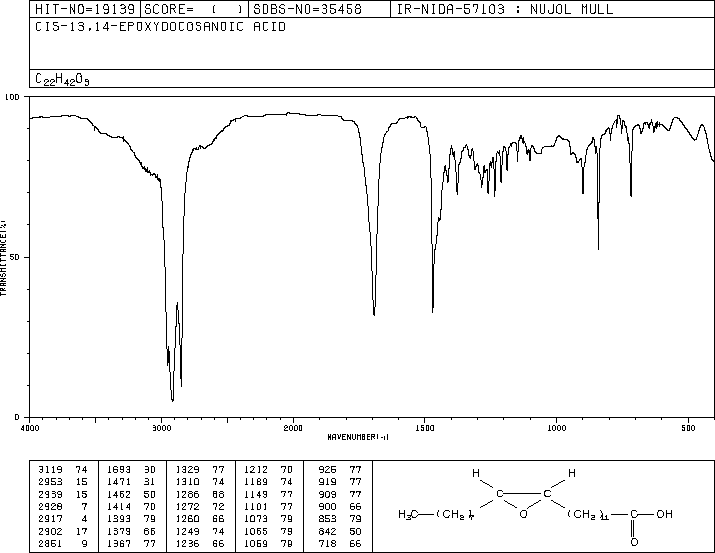 HIT-NO=19139 SCORE= ( ) SDBS-NO=35458 IR-NIDA-57103 : NUJOL MULL
CIS-13,14-EPOXYDOCOSANOIC ACID
C22H42O3
100
50
0
TRANSMITTANCE(%)
4000 3000 2000 1500 1000 500
WAVENUMBER(-1)
3119 74 1693 30 1329 77 1212 70 926 77
2953 15 1471 31 1310 74 1189 74 919 77
2939 15 1462 50 1286 68 1149 77 909 77
2928 7 1414 70 1272 72 1101 77 900 66
2917 4 1393 79 1260 66 1073 79 853 79
2902 17 1379 66 1249 74 1065 79 842 50
2851 9 1367 77 1236 66 1059 79 718 66
H H
C C
H3C (CH2)7 O (CH2)11 C OH
O